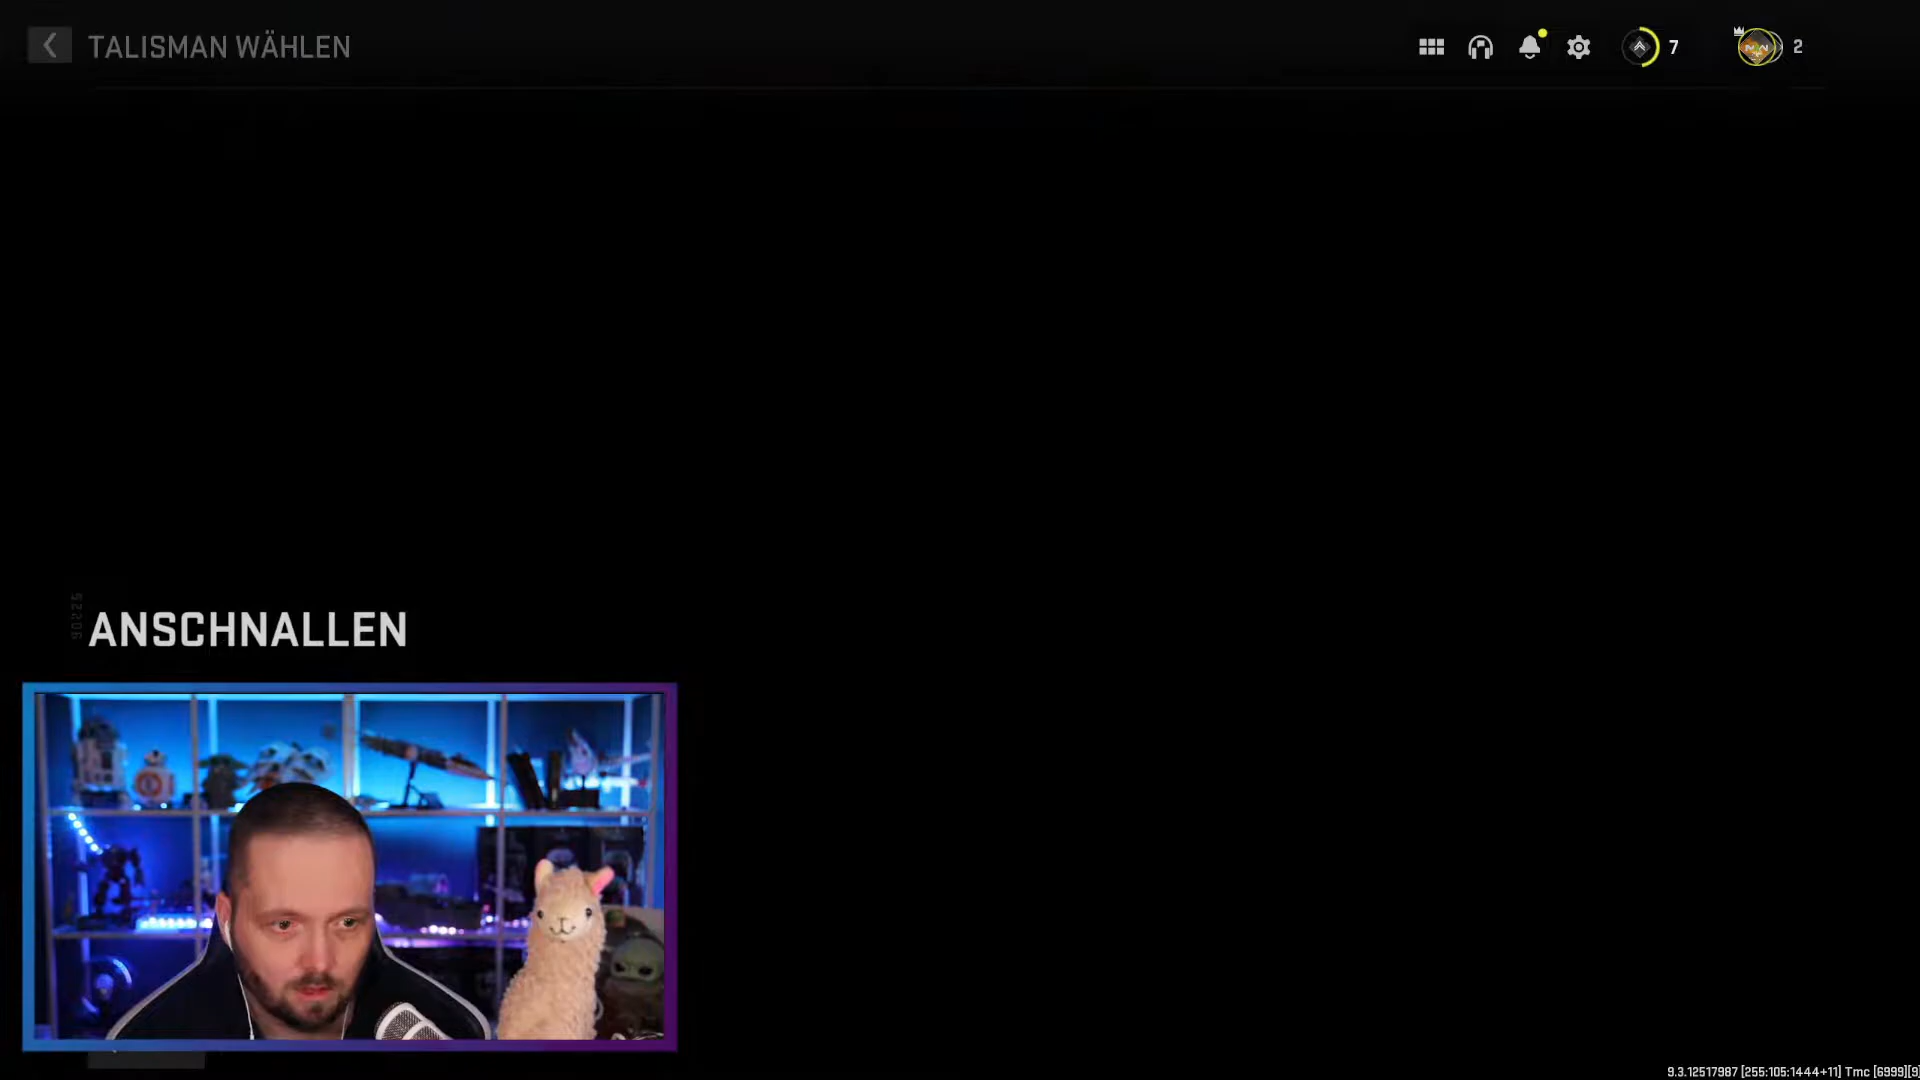 TALISMAN WÄHLEN
7
2
ANSCHNALLEN
9.3.12517987 [255:105:1444+11] Tmc [6999][9]